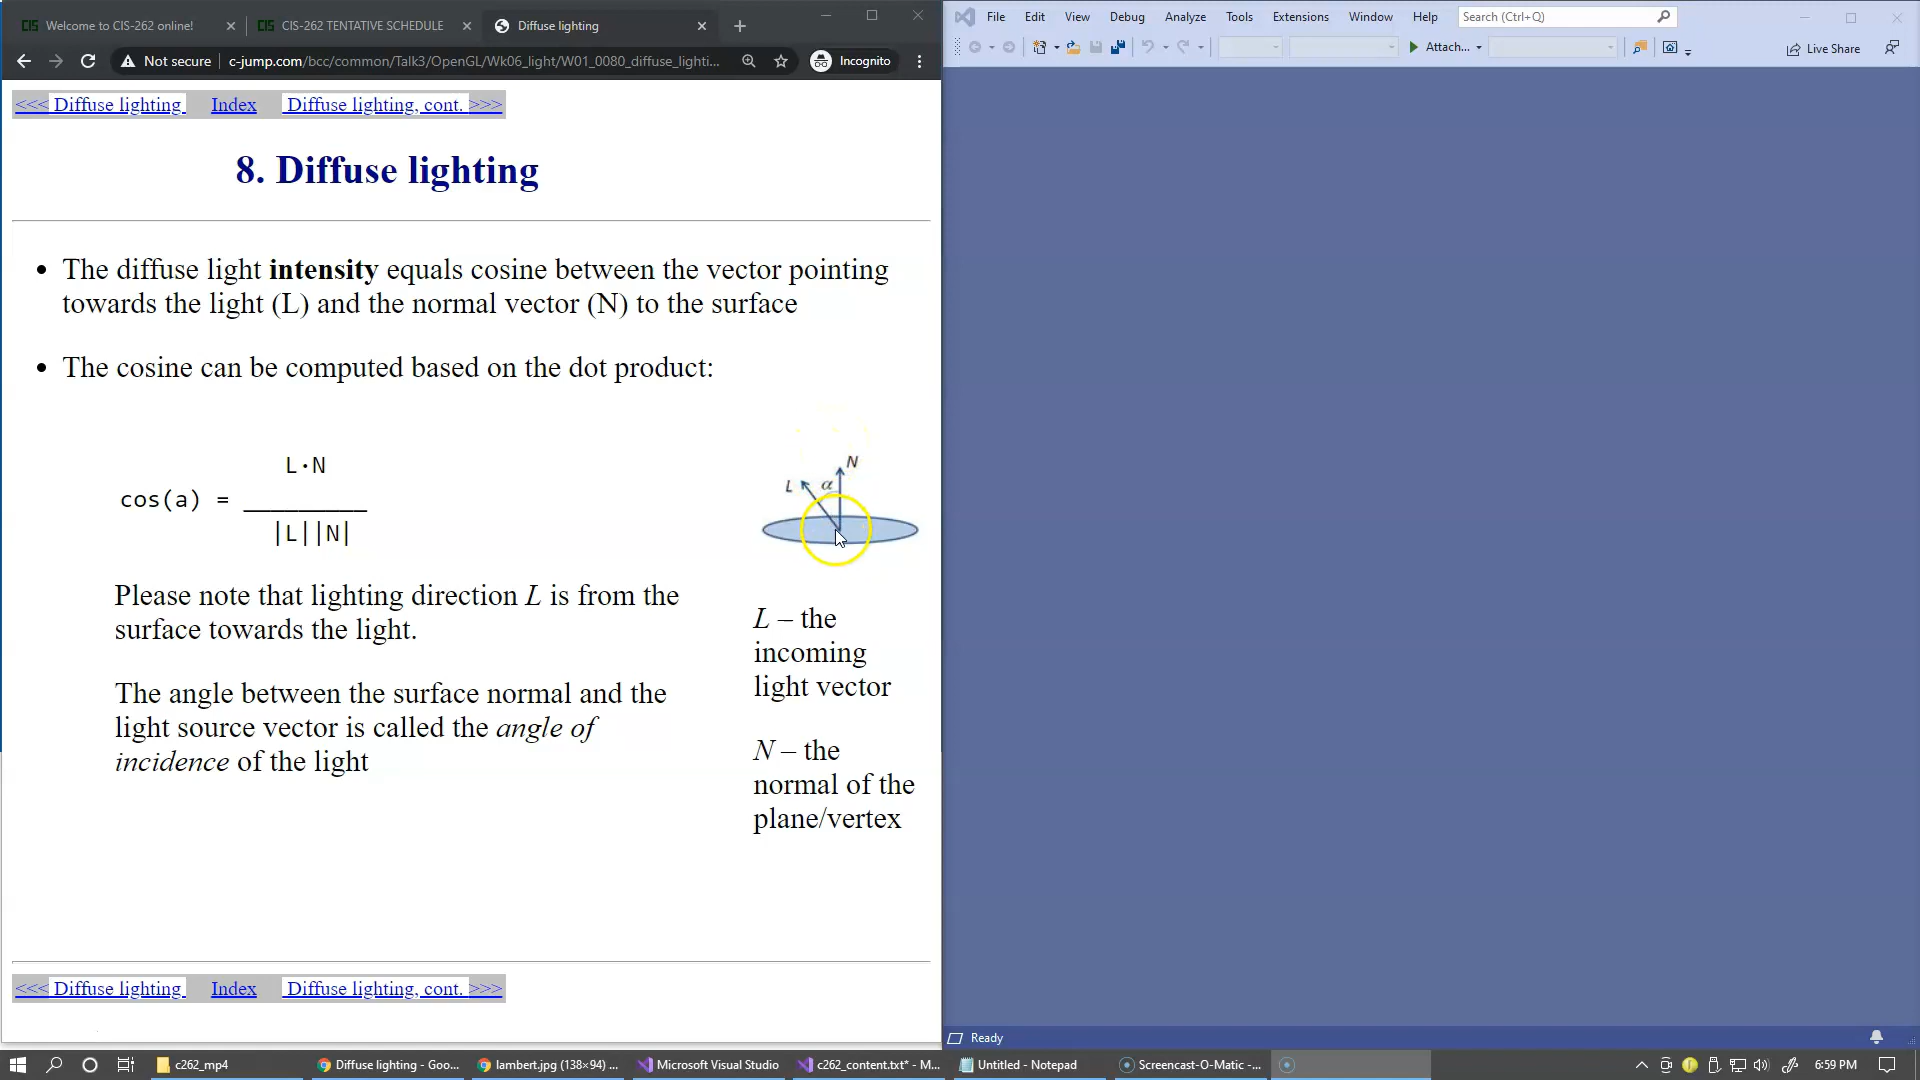 Welcome to CIS-262 online!
CIS-262 TENTATIVE SCHEDULE
Diffuse lighting
File Edit View Debug Analyze Tools Extensions Window Help Search (Ctrl+Q)
Attach... Live Share
Not secure c-jump.com/bcc/common/Talk3/OpenGL/Wk06_light/W01_0080_diffuse_lighti... Incognito
<<< Diffuse lighting Index Diffuse lighting, cont. >>>
8. Diffuse lighting
• The diffuse light intensity equals cosine between the vector pointing
towards the light (L) and the normal vector (N) to the surface
• The cosine can be computed based on the dot product:
L·N
cos(a) = _________
|L||N|
N
L α
Please note that lighting direction L is from the
surface towards the light.
The angle between the surface normal and the
light source vector is called the angle of
incidence of the light
L – the
incoming
light vector
N – the
normal of the
plane/vertex
<<< Diffuse lighting Index Diffuse lighting, cont. >>>
Ready
c262_mp4 Diffuse lighting - Goo... lambert.jpg (138×94) ... Microsoft Visual Studio c262_content.txt* - M... Untitled - Notepad Screencast-O-Matic -... 6:59 PM